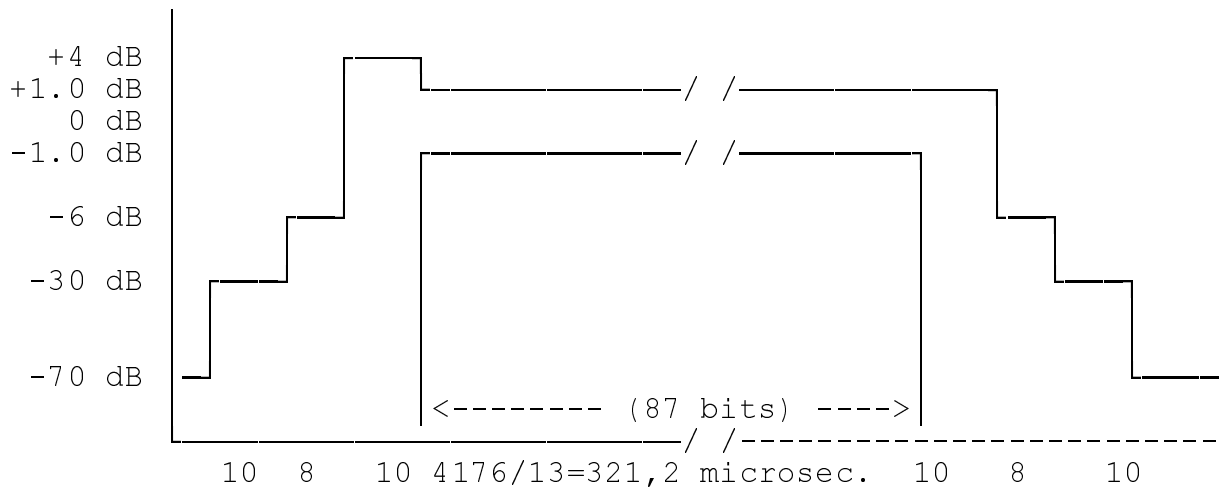 +4 dB
+1.0 dB
0 dB
-1.0 dB
-6 dB
-30 dB
-70 dB
<-------- (87 bits) ---->
10 8 10 4176/13=321,2 microsec. 10 8 10